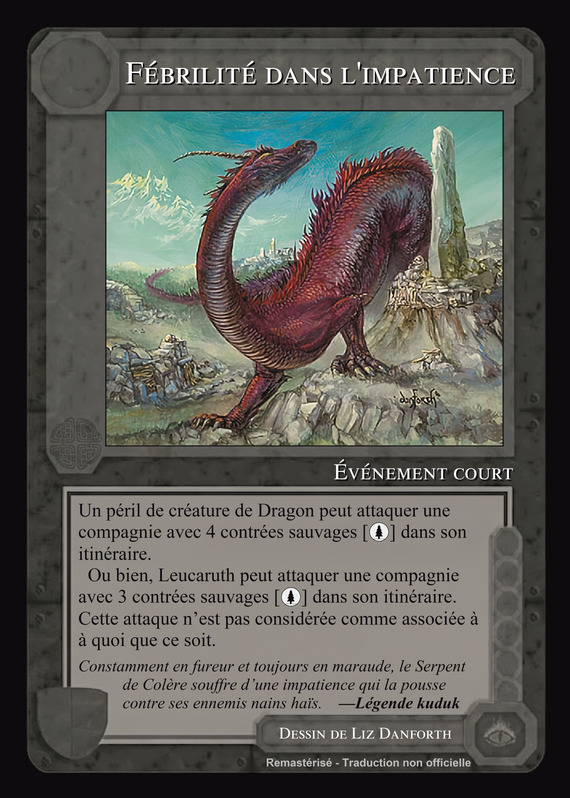 Fébrilité dans l'impatience
danforth
Événement court
Un péril de créature de Dragon peut attaquer une
compagnie avec 4 contrées sauvages [ ] dans son
itinéraire.
Ou bien, Leucaruth peut attaquer une compagnie
avec 3 contrées sauvages [ ] dans son itinéraire.
Cette attaque n'est pas considérée comme associée à
à quoi que ce soit.
Constamment en fureur et toujours en maraude, le Serpent
de Colère souffre d'une impatience qui la pousse
contre ses ennemis nains haïs. —Légende kuduk
Dessin de Liz Danforth
Remastérisé - Traduction non officielle